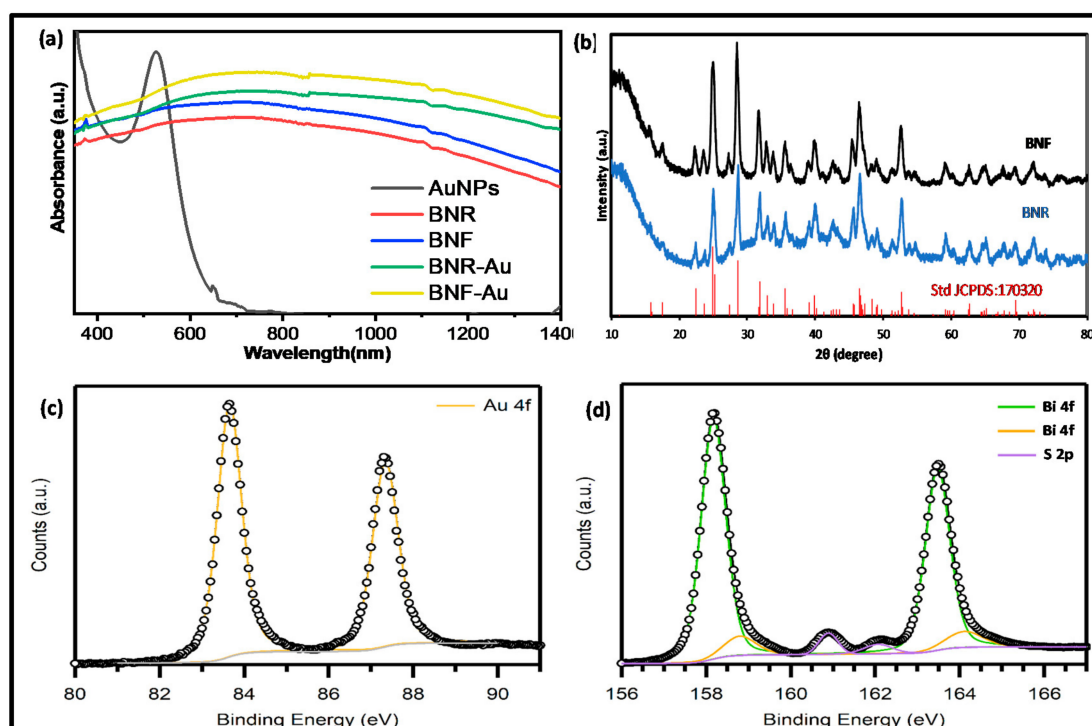 (a)
Absorbance (a.u.)
AuNPs
BNR
BNF
BNR-Au
BNF-Au
400 600 800 1000 1200 1400
Wavelength(nm)
(b)
Intensity (a.u.)
BNF
BNR
Std JCPDS:170320
10 20 30 40 50 60 70 80
2θ (degree)
(c)
Au 4f
Counts (a.u.)
80 82 84 86 88 90
Binding Energy (eV)
(d)
Bi 4f
Bi 4f
S 2p
Counts (a.u.)
156 158 160 162 164 166
Binding Energy (eV)